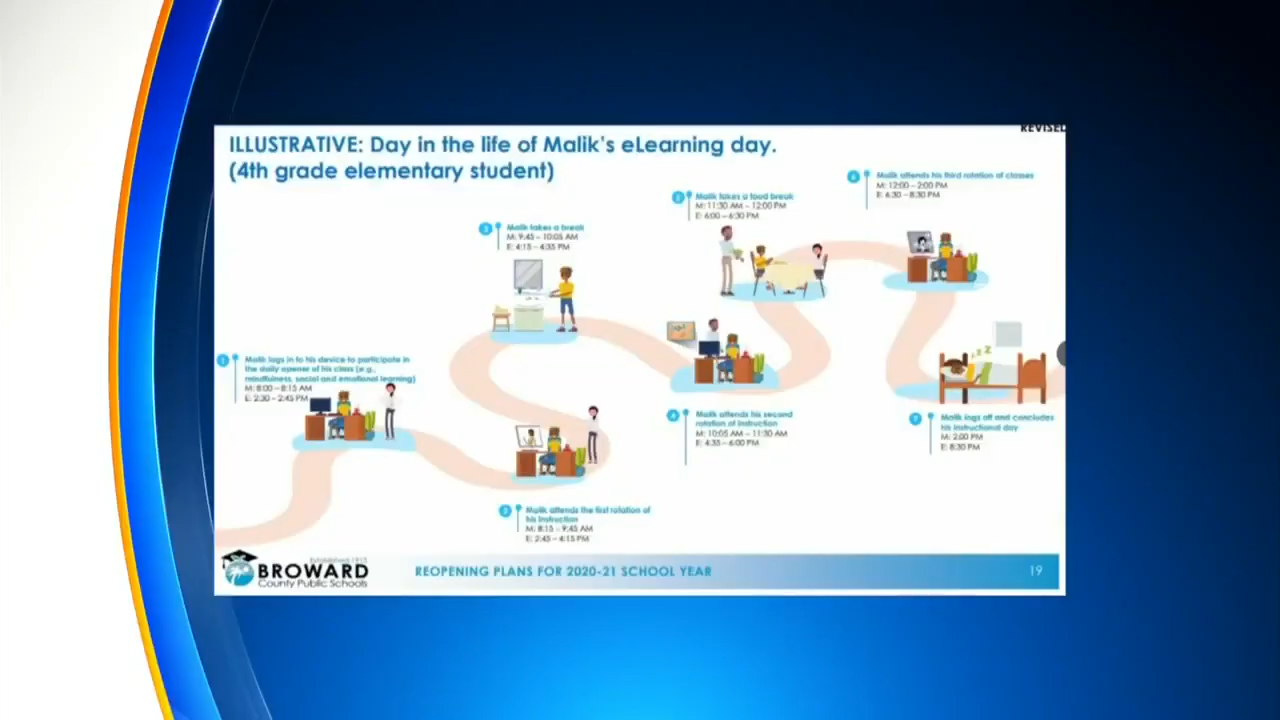 REVISED
ILLUSTRATIVE: Day in the life of Malik's eLearning day.
(4th grade elementary student)
1
Malik logs in to his device to participate in
the daily opener of his class (e.g.,
mindfulness, social and emotional learning)
M: 8:00 – 8:15 AM
E: 2:30 – 2:45 PM
2
Malik attends the first rotation of
his instruction
M: 8:15 – 9:45 AM
E: 2:45 – 4:15 PM
3
Malik takes a break
M: 9:45 – 10:05 AM
E: 4:15 – 4:35 PM
4
Malik attends his second
rotation of instruction
M: 10:05 AM – 11:30 AM
E: 4:35 – 6:00 PM
5
Malik takes a food break
M: 11:30 AM – 12:00 PM
E: 6:00 – 6:30 PM
6
Malik attends his third rotation of classes
M: 12:00 – 2:00 PM
E: 6:30 – 8:30 PM
z z Z
7
Malik logs off and concludes
his instructional day
M: 2:00 PM
E: 8:30 PM
BROWARD
County Public Schools
REOPENING PLANS FOR 2020-21 SCHOOL YEAR
19